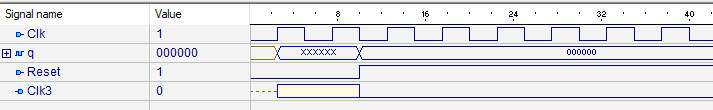 Signal name Value 8 16 24 32 40
Clk 1
q 000000 XXXXXX 000000
Reset 1
Clk3 0